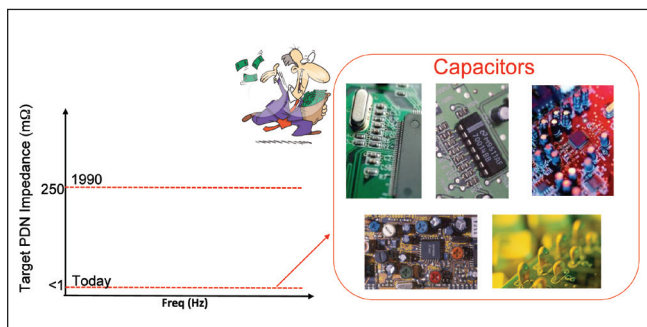 Capacitors
Target PDN Impedance (mΩ)
1990
250
Today
<1
Freq (Hz)